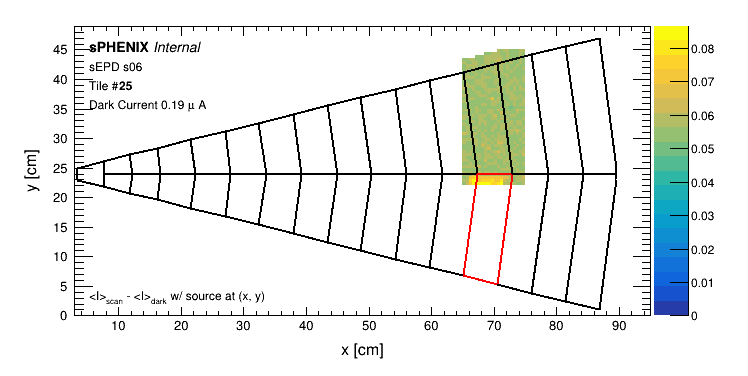 sPHENIX Internal
sEPD s06
Tile #25
Dark Current 0.19 μ A
<I>scan - <I>dark w/ source at (x, y)
y [cm]
45
40
35
30
25
20
15
10
5
0
10 20 30 40 50 60 70 80 90
x [cm]
0.08
0.07
0.06
0.05
0.04
0.03
0.02
0.01
0